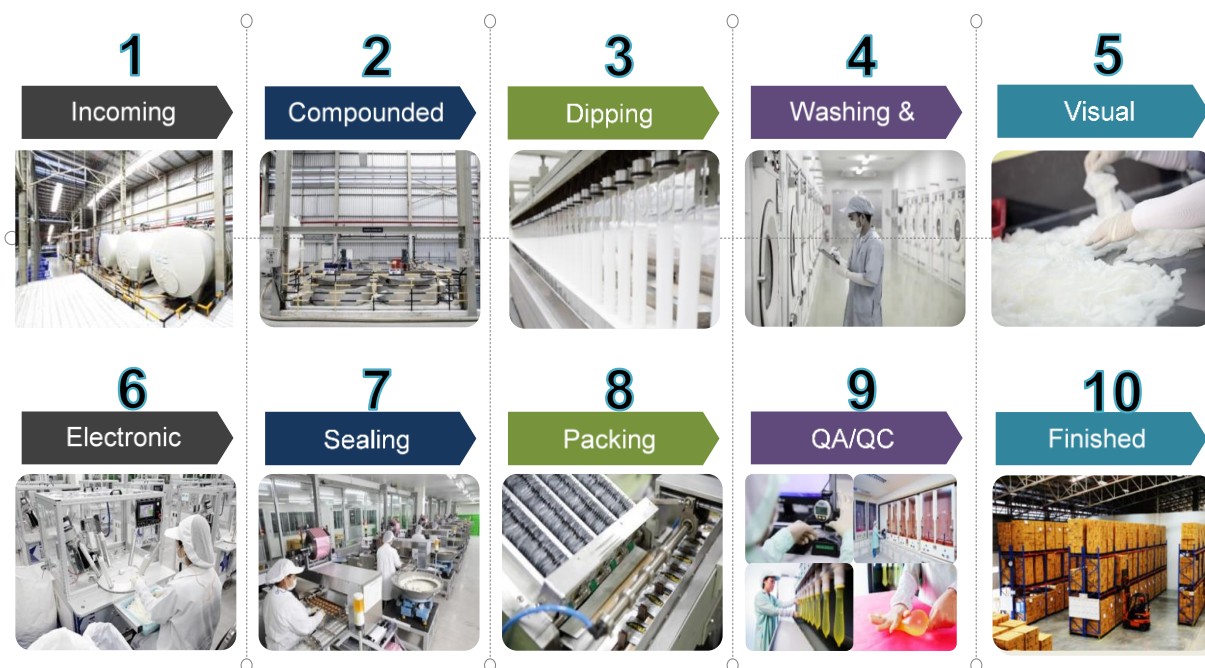 1
Incoming
2
Compounded
3
Dipping
4
Washing &
5
Visual
6
Electronic
7
Sealing
8
Packing
9
QA/QC
10
Finished